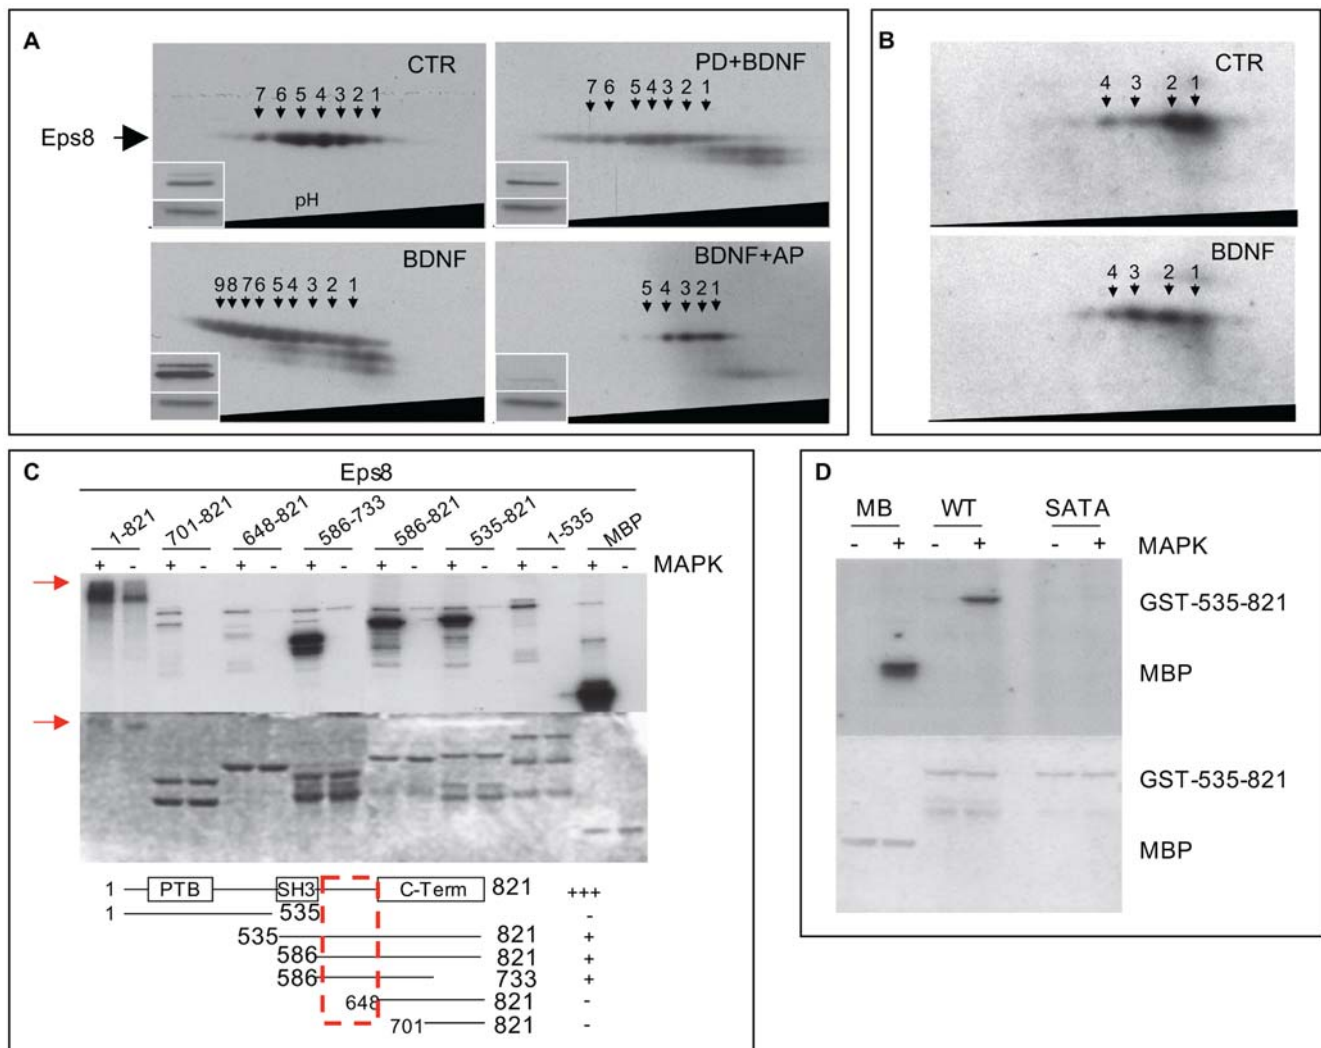 A
CTR
7 6 5 4 3 2 1
Eps8
pH
PD+BDNF
7 6 5 4 3 2 1
BDNF
9 8 7 6 5 4 3 2 1
BDNF+AP
5 4 3 2 1
B
CTR
4 3 2 1
BDNF
4 3 2 1
C
Eps8
1-821 701-821 648-821 586-733 586-821 535-821 1-535 MBP
+ - + - + - + - + - + - + - + - MAPK
1 PTB SH3 C-Term 821 +++
1 535 -
535 821 +
586 821 +
586 733 +
648 821 -
701 821 -
D
MB WT SATA
- + - + - + MAPK
GST-535-821
MBP
GST-535-821
MBP